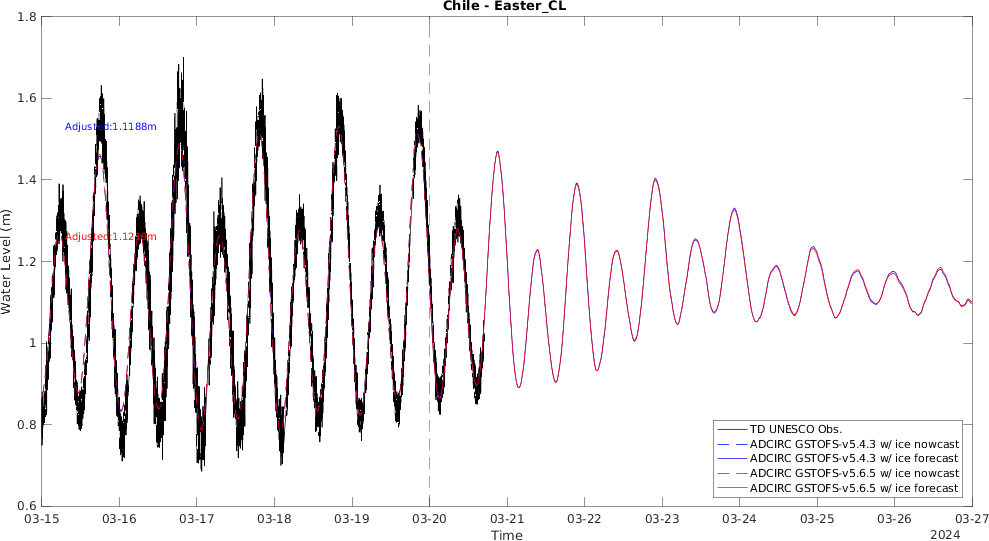 Chile - Easter_CL
1.8
1.6
1.4
1.2
1
0.8
0.6
Water Level (m)
Adjusted:1.1188m
03-15
03-16
03-17
03-18
03-19
03-20
03-21
03-22
03-23
03-24
03-25
03-26
03-27
Time
2024
TD UNESCO Obs.
ADCIRC GSTOFS-v5.4.3 w/ ice nowcast
ADCIRC GSTOFS-v5.4.3 w/ ice forecast
ADCIRC GSTOFS-v5.6.5 w/ ice nowcast
ADCIRC GSTOFS-v5.6.5 w/ ice forecast